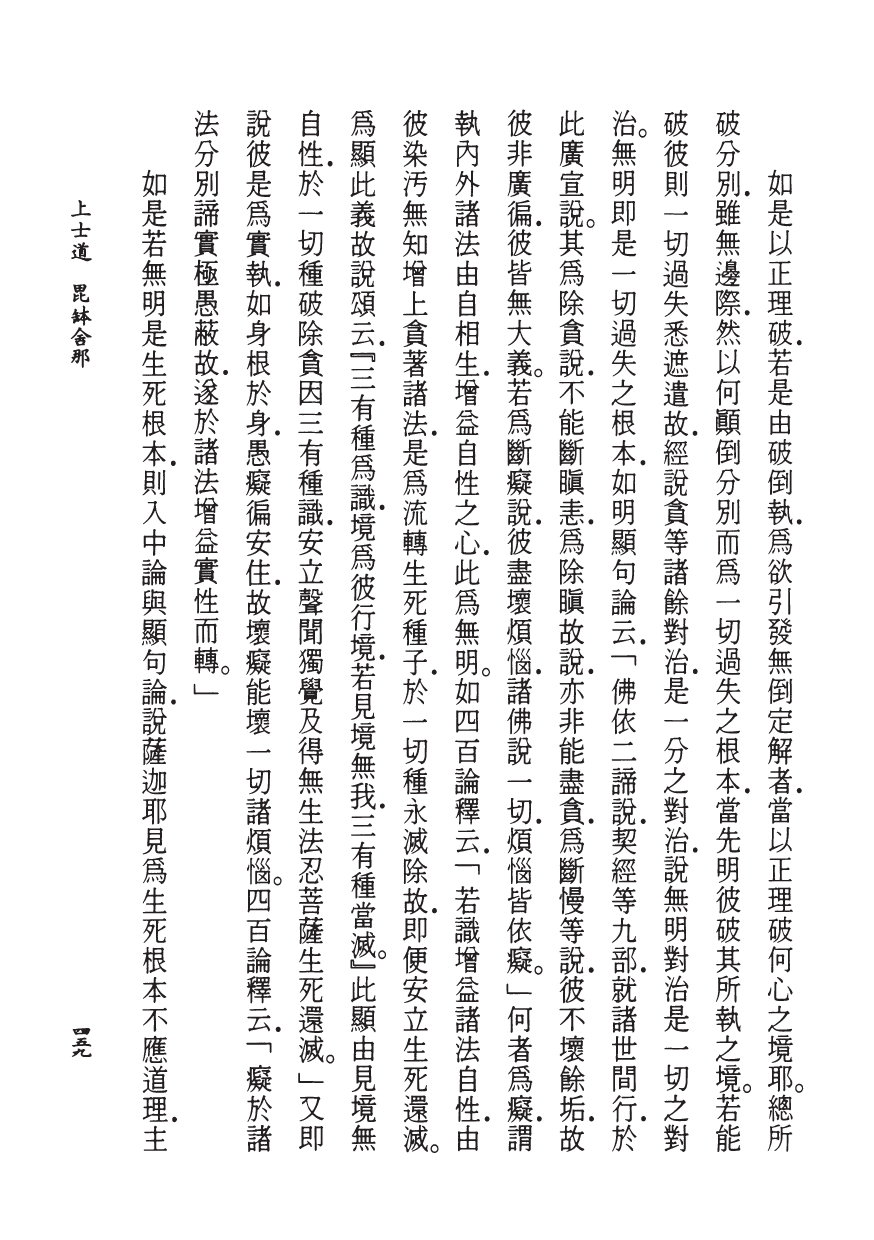 如是以正理破．若是由破倒執．爲欲引發無倒定解者．當以正理破何心之境耶。總所
破分別．雖無邊際．然以何顚倒分別而爲一切過失之根本．當先明彼破其所執之境。若能
破彼則一切過失悉遮遣故．經說貪等諸餘對治．是一分之對治．說無明對治是一切之對
治。無明即是一切過失之根本．如明顯句論云．「佛依二諦說．契經等九部．就諸世間行．於
此廣宣說。其爲除貪說．不能斷瞋恚．爲除瞋故說．亦非能盡貪．爲斷慢等說．彼不壞餘垢．故
彼非廣徧．彼皆無大義。若爲斷癡說．彼盡壞煩惱．諸佛說一切．煩惱皆依癡。」何者爲癡．謂
執內外諸法由自相生．增益自性之心．此爲無明。如四百論釋云．「若識增益諸法自性．由
彼染汚無知增上貪著諸法．是爲流轉生死種子．於一切種永滅除故．即便安立生死還滅。
爲顯此義故說頌云．『三有種爲識．境爲彼行境．若見境無我．三有種當滅。』此顯由見境無
自性．於一切種破除貪因三有種識．安立聲聞獨覺及得無生法忍菩薩生死還滅。」又即
說彼是爲實執．如身根於身．愚癡徧安住．故壞癡能壞一切諸煩惱。四百論釋云．「癡於諸
法分別諦實極愚蔽故．遂於諸法增益實性而轉。」
如是若無明是生死根本．則入中論與顯句論．說薩迦耶見爲生死根本不應道理．主
上士道　毘鉢舍那
四五九